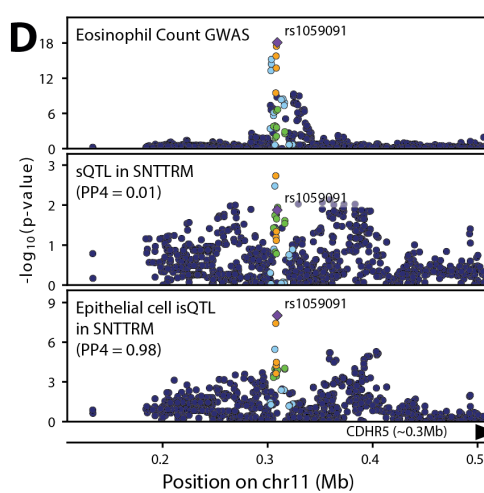 D
Eosinophil Count GWAS
rs1059091
18
12
6
0
sQTL in SNTTRM
(PP4 = 0.01)
rs1059091
3
2
1
0
-log10(p-value)
Epithelial cell isQTL
in SNTTRM
(PP4 = 0.98)
rs1059091
9
6
3
0
CDHR5 (~0.3Mb)
0.2 0.3 0.4 0.5
Position on chr11 (Mb)